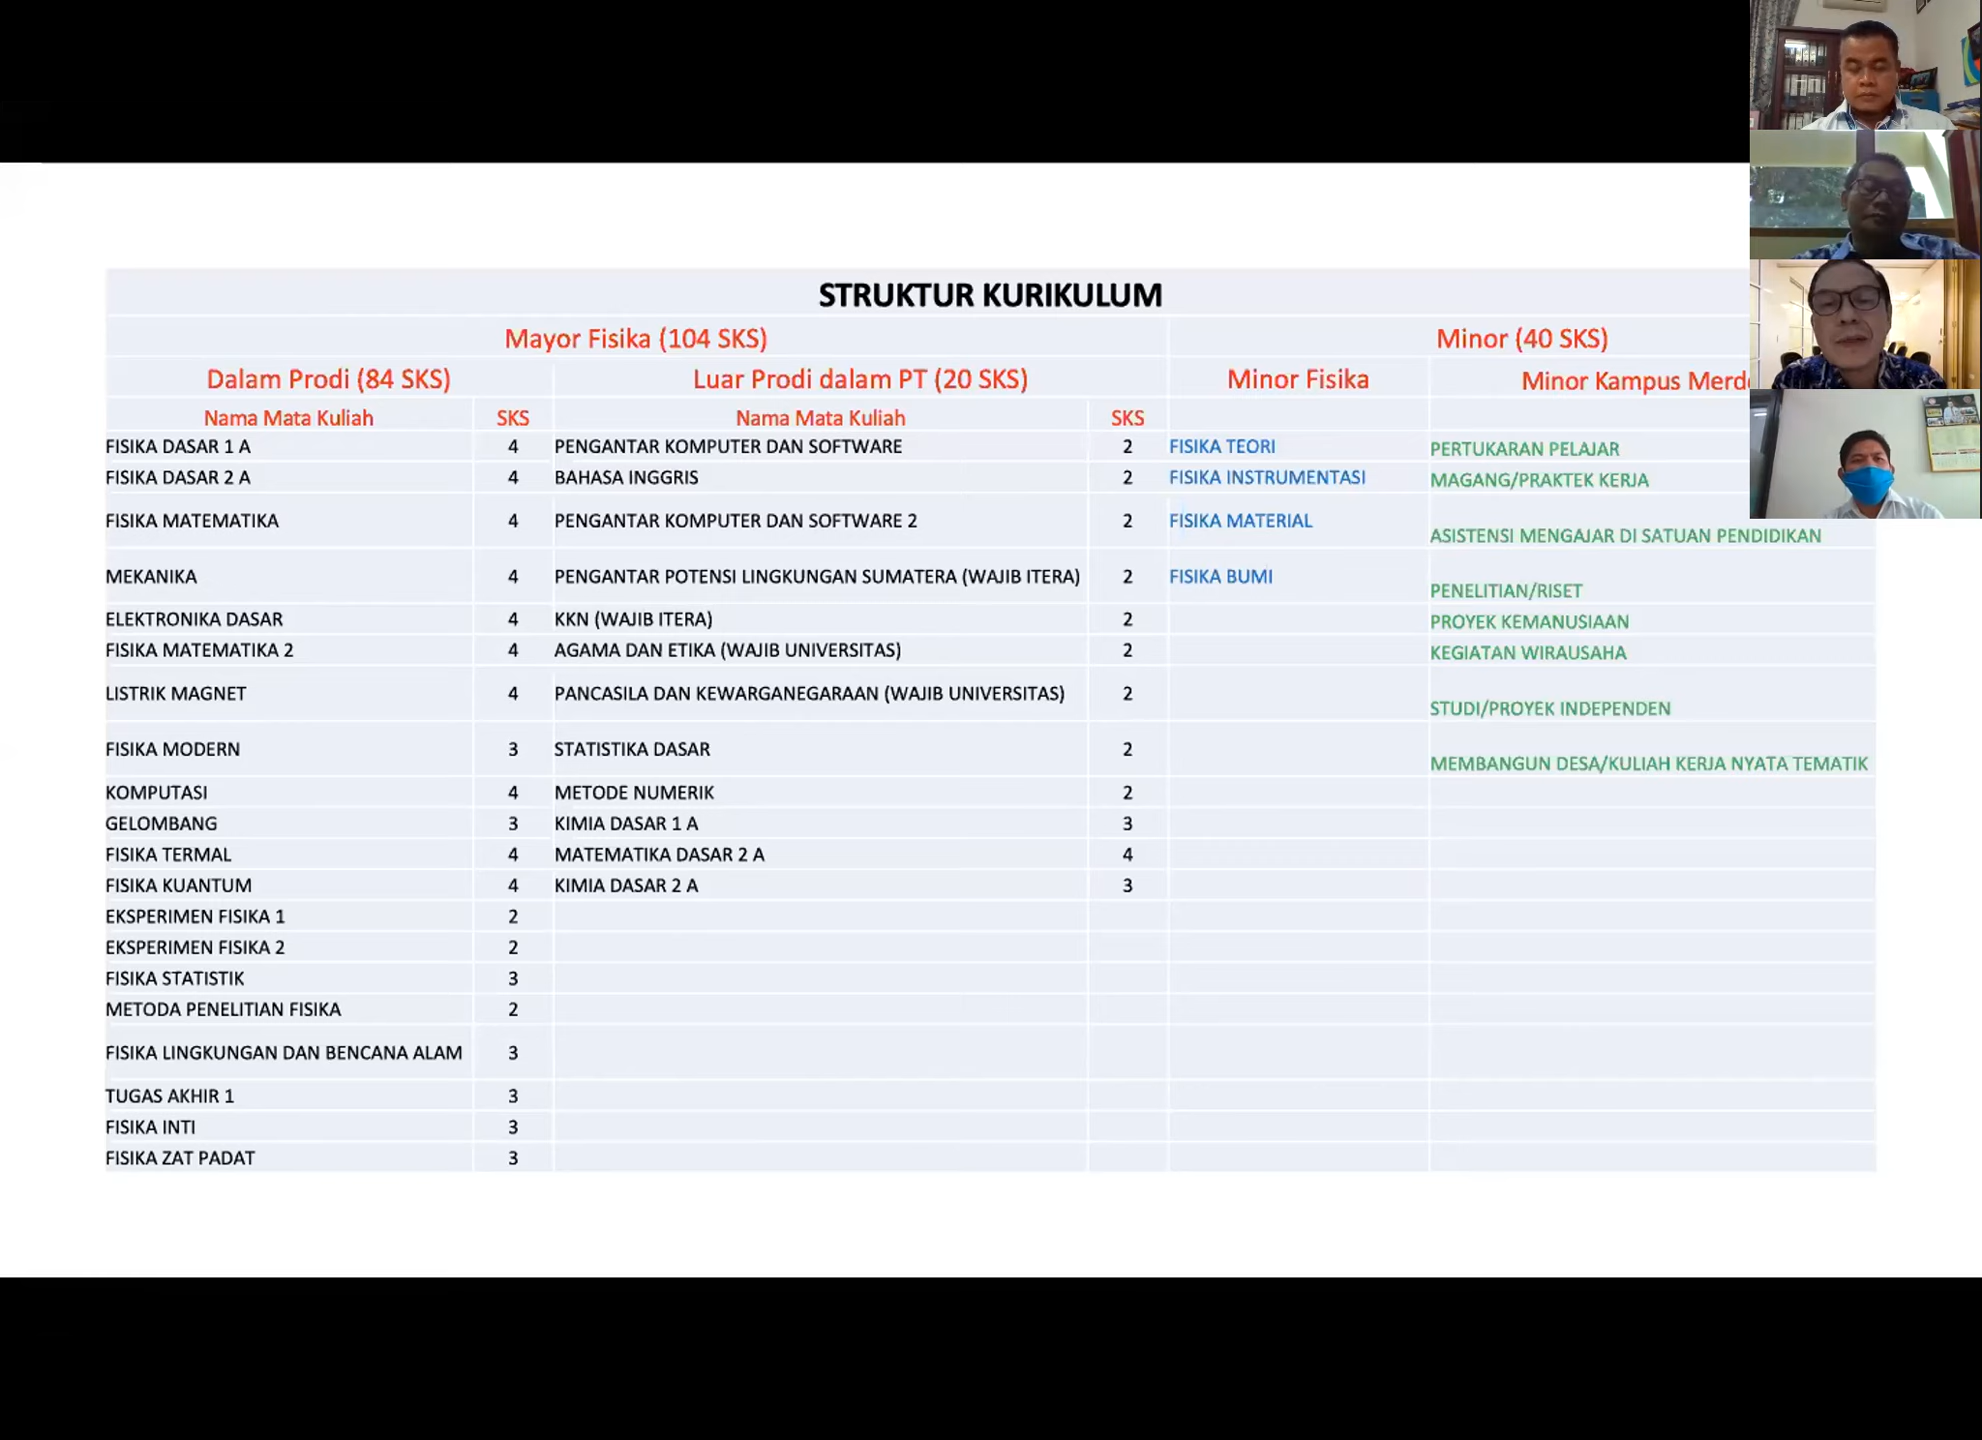 STRUKTUR KURIKULUM
Mayor Fisika (104 SKS) Minor (40 SKS)
Dalam Prodi (84 SKS) Luar Prodi dalam PT (20 SKS) Minor Fisika Minor Kampus
Nama Mata Kuliah SKS Nama Mata Kuliah SKS
FISIKA DASAR 1 A 4 PENGANTAR KOMPUTER DAN SOFTWARE 2 FISIKA TEORI PERTUKARAN PELAJAR
FISIKA DASAR 2 A 4 BAHASA INGGRIS 2 FISIKA INSTRUMENTASI MAGANG/PRAKTEK KERJA
FISIKA MATEMATIKA 4 PENGANTAR KOMPUTER DAN SOFTWARE 2 2 FISIKA MATERIAL ASISTENSI MENGAJAR DI SATUAN PENDIDIKAN
MEKANIKA 4 PENGANTAR POTENSI LINGKUNGAN SUMATERA (WAJIB ITERA) 2 FISIKA BUMI PENELITIAN/RISET
ELEKTRONIKA DASAR 4 KKN (WAJIB ITERA) 2 PROYEK KEMANUSIAAN
FISIKA MATEMATIKA 2 4 AGAMA DAN ETIKA (WAJIB UNIVERSITAS) 2 KEGIATAN WIRAUSAHA
LISTRIK MAGNET 4 PANCASILA DAN KEWARGANEGARAAN (WAJIB UNIVERSITAS) 2 STUDI/PROYEK INDEPENDEN
FISIKA MODERN 3 STATISTIKA DASAR 2 MEMBANGUN DESA/KULIAH KERJA NYATA TEMATIK
KOMPUTASI 4 METODE NUMERIK 2
GELOMBANG 3 KIMIA DASAR 1 A 3
FISIKA TERMAL 4 MATEMATIKA DASAR 2 A 4
FISIKA KUANTUM 4 KIMIA DASAR 2 A 3
EKSPERIMEN FISIKA 1 2
EKSPERIMEN FISIKA 2 2
FISIKA STATISTIK 3
METODA PENELITIAN FISIKA 2
FISIKA LINGKUNGAN DAN BENCANA ALAM 3
TUGAS AKHIR 1 3
FISIKA INTI 3
FISIKA ZAT PADAT 3